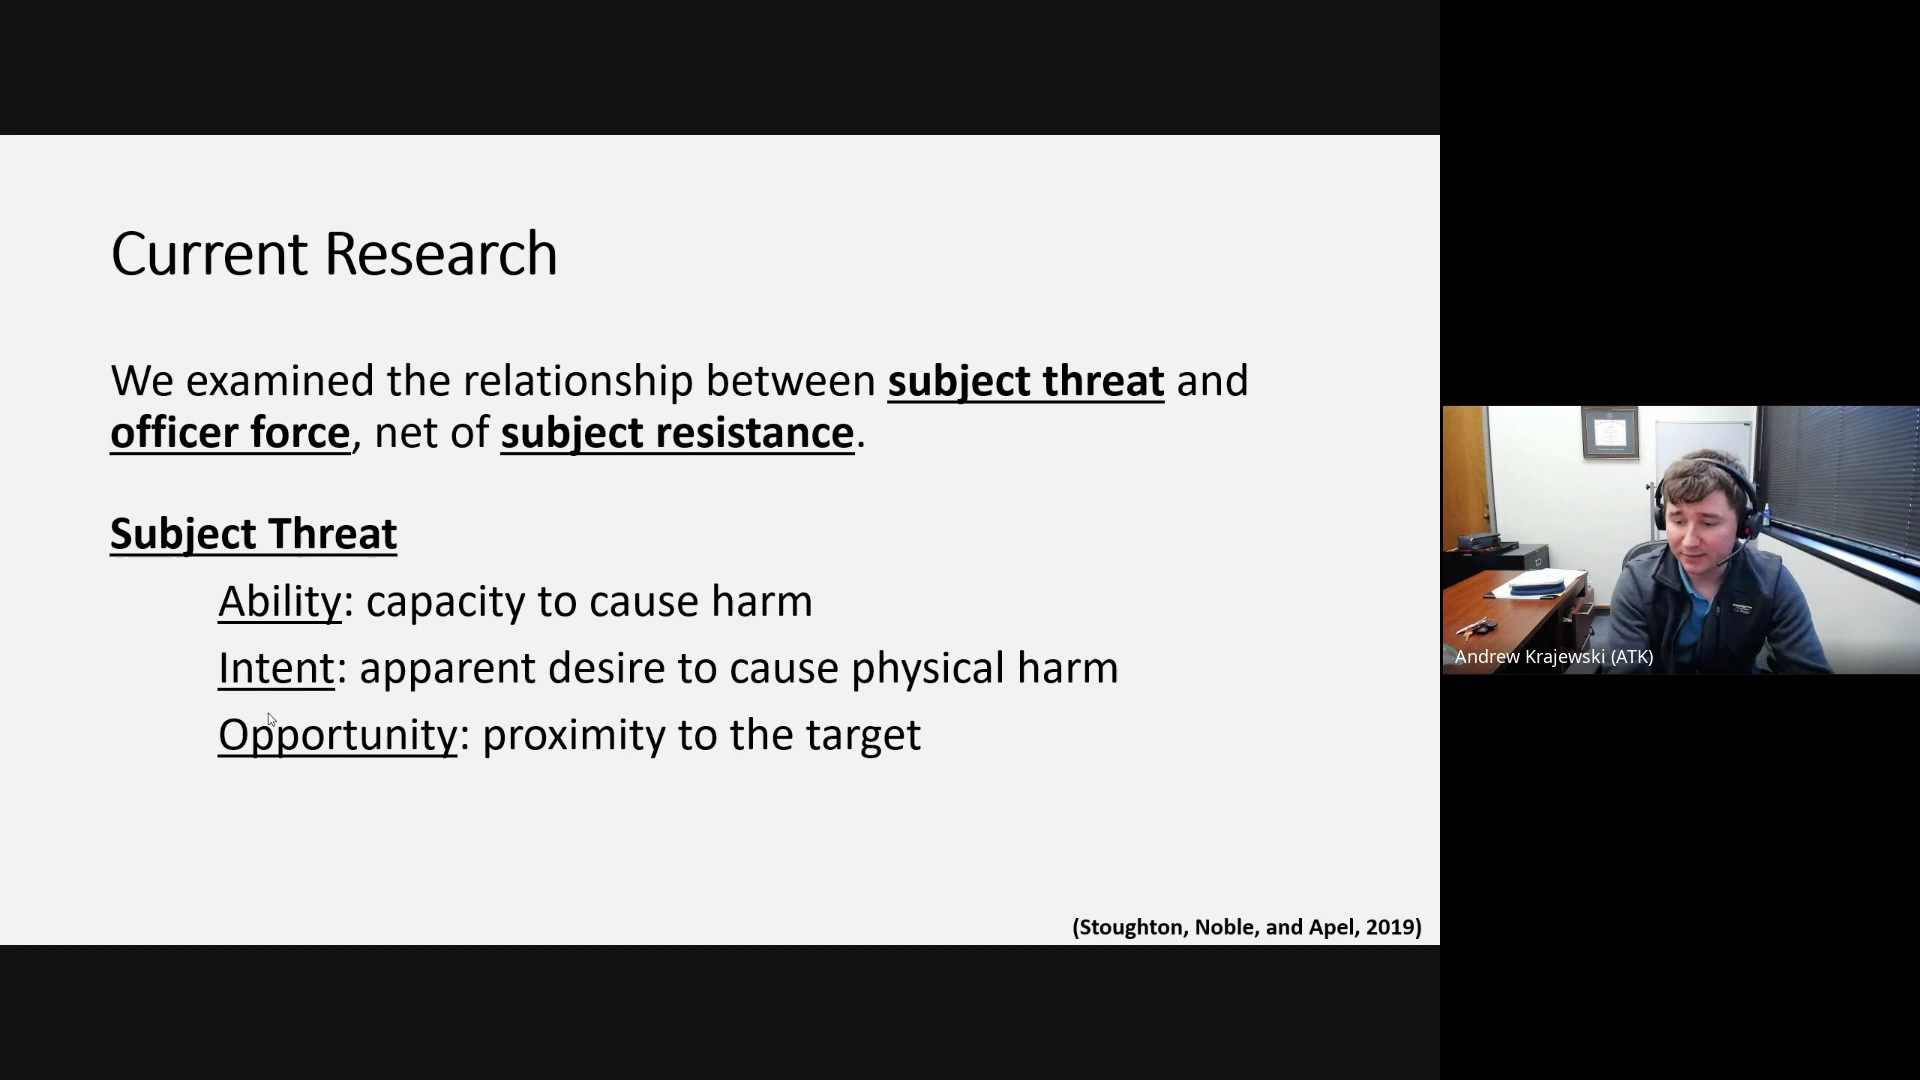 Current Research
We examined the relationship between subject threat and
officer force, net of subject resistance.
Subject Threat
Ability: capacity to cause harm
Intent: apparent desire to cause physical harm
Opportunity: proximity to the target
(Stoughton, Noble, and Apel, 2019)
Andrew Krajewski (ATK)